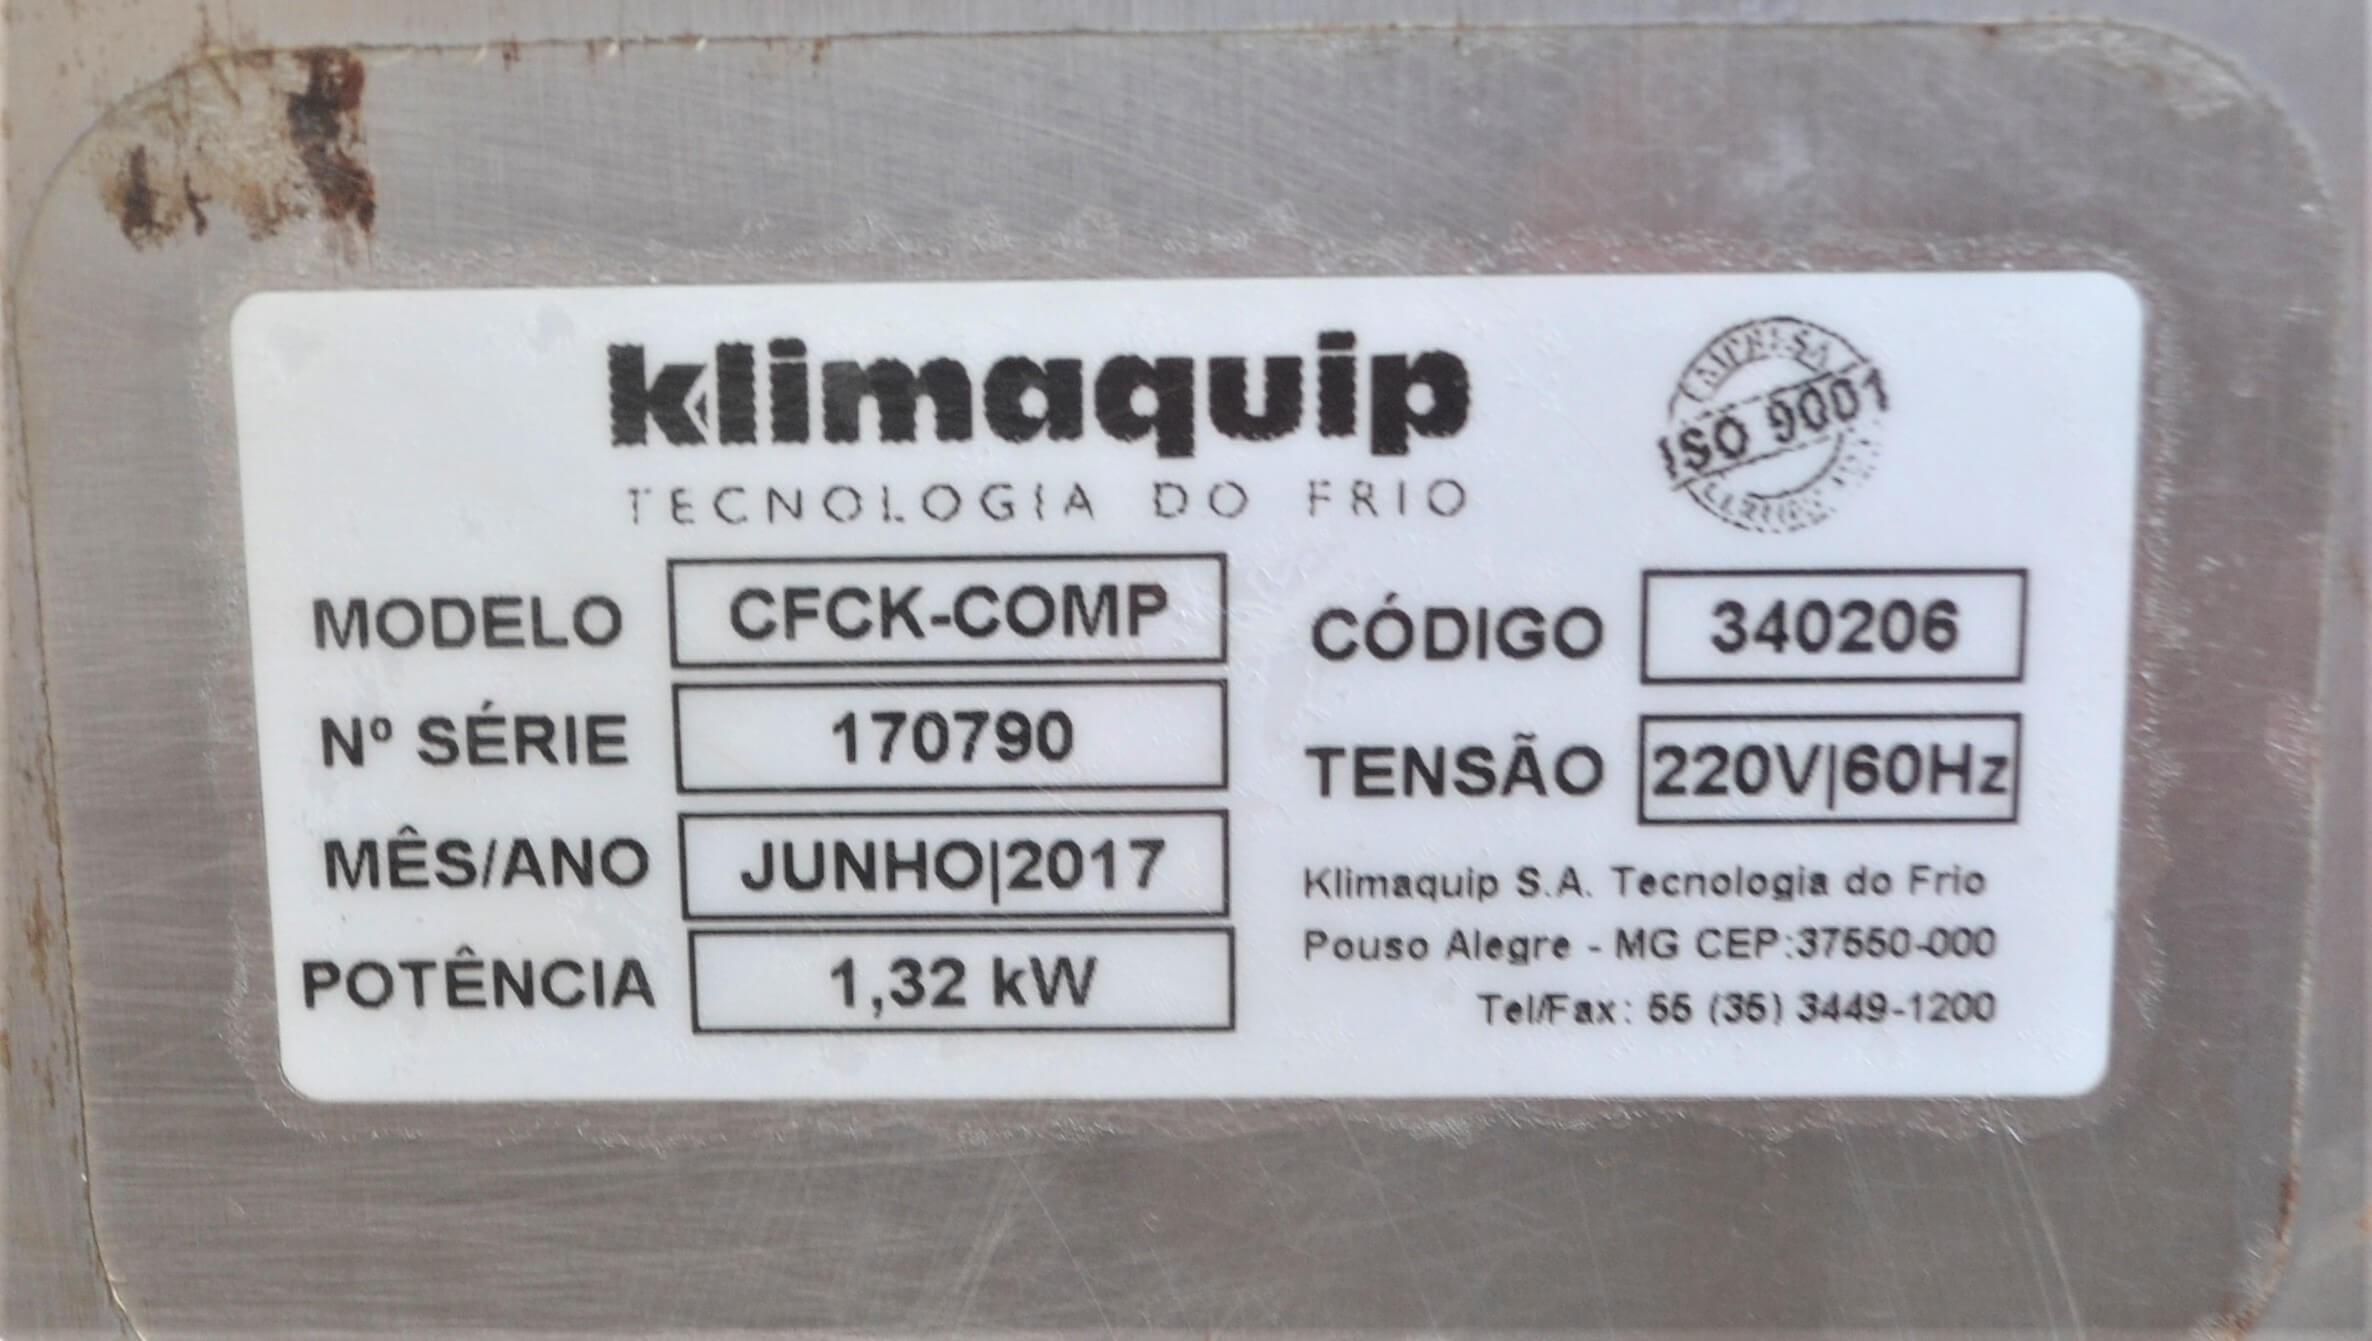 klimaquip
TECNOLOGIA DO FRIO
EMPRESA
ISO 9001
MODELO CFCK-COMP
Nº SÉRIE 170790
MÊS/ANO JUNHO|2017
POTÊNCIA 1,32 kW
CÓDIGO 340206
TENSÃO 220V|60Hz
Klimaquip S.A. Tecnologia do Frio
Pouso Alegre - MG CEP:37550-000
Tel/Fax: 55 (35) 3449-1200